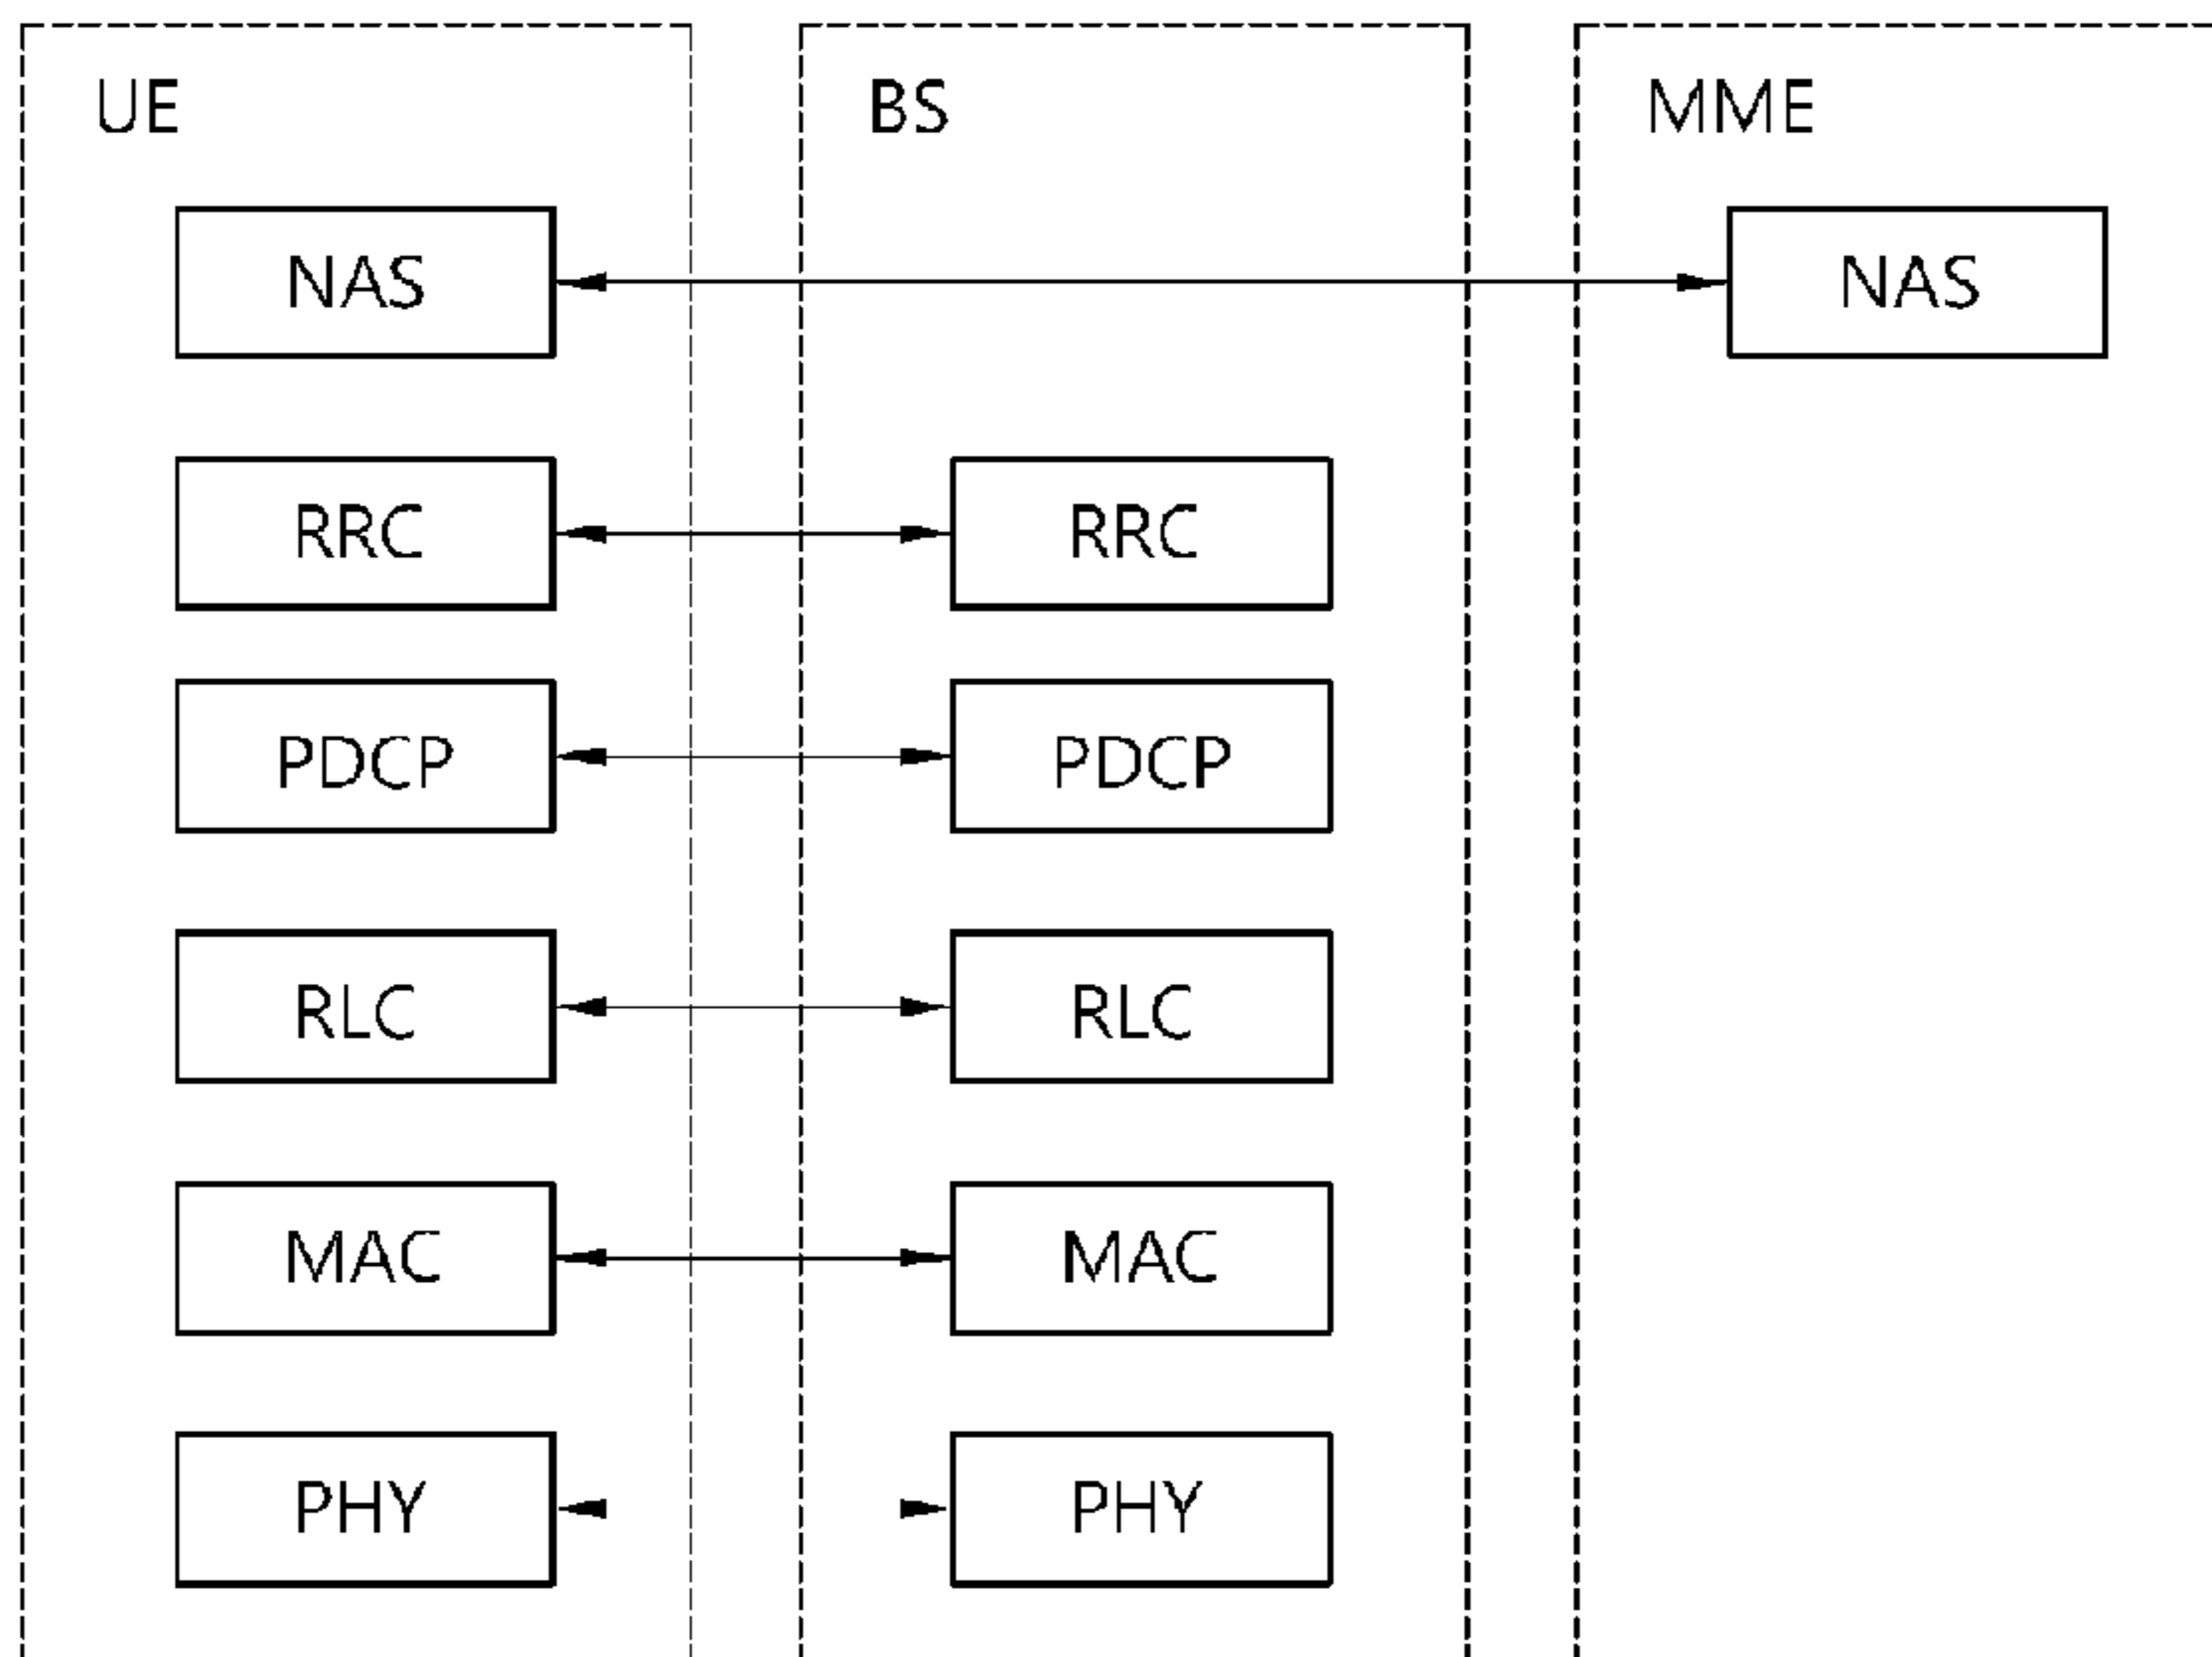 UE BS MME
NAS NAS
RRC RRC
PDCP PDCP
RLC RLC
MAC MAC
PHY PHY